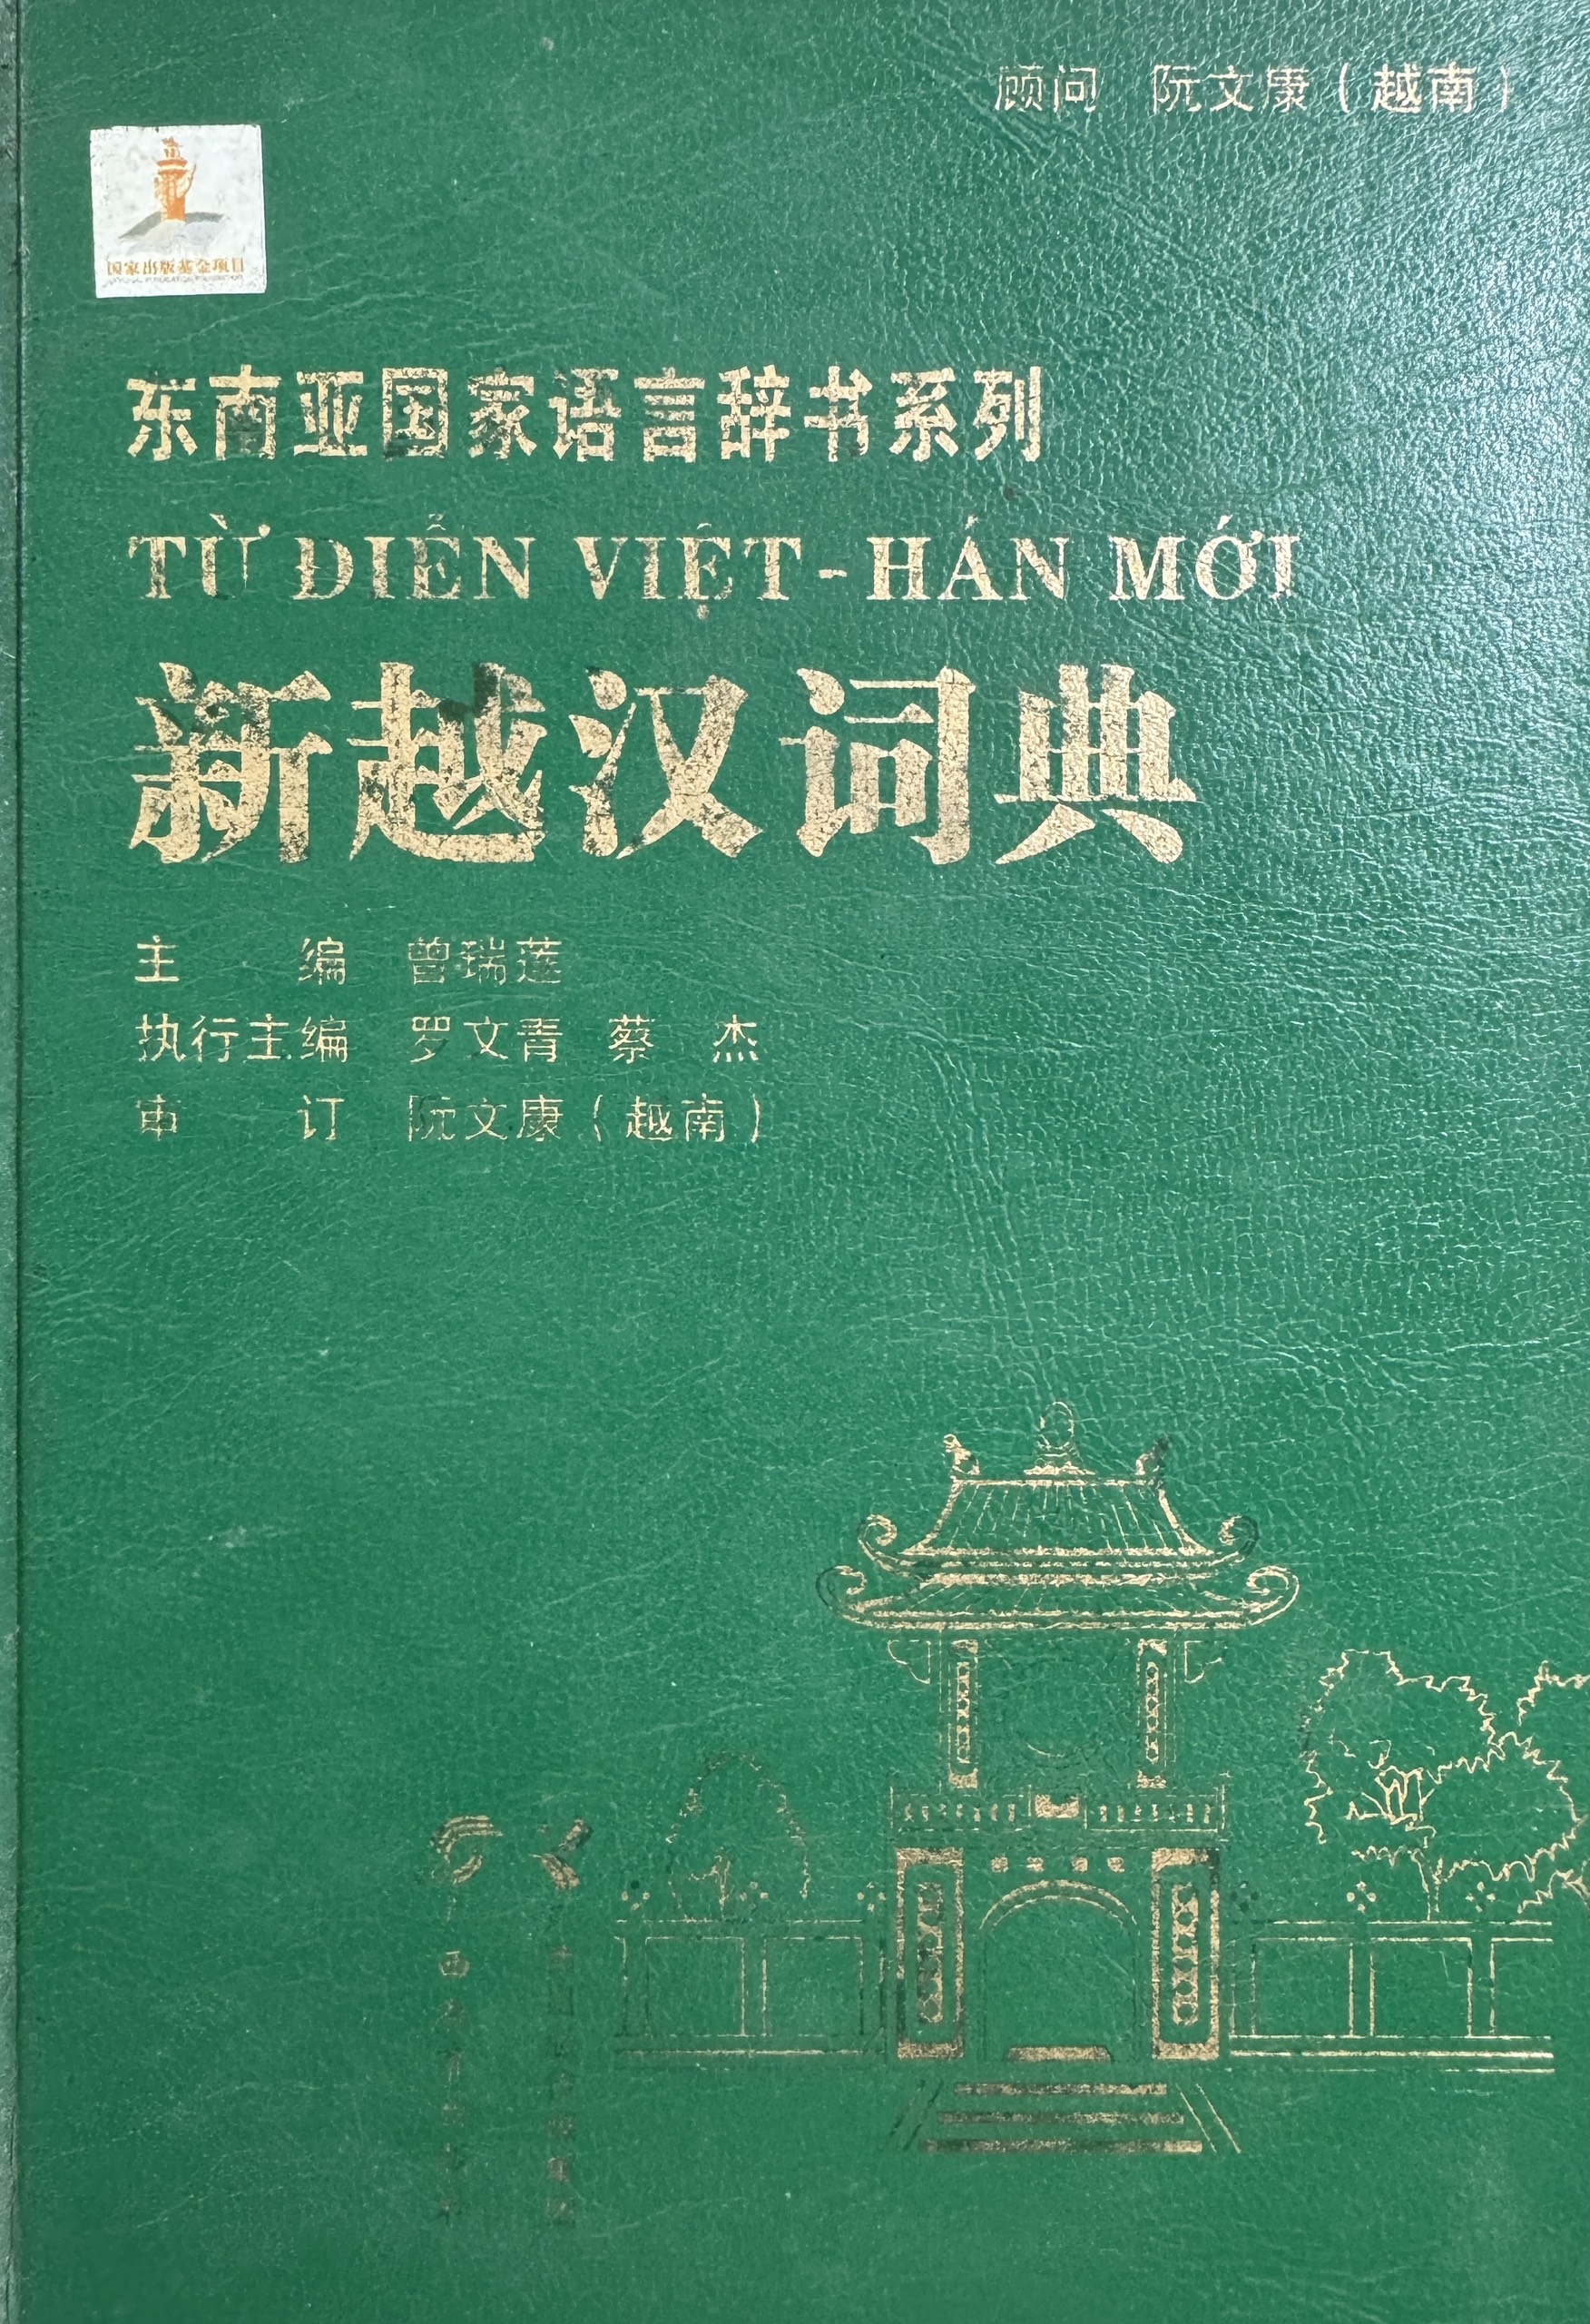 顾问 阮文康（越南）
国家出版基金项目
NATIONAL PUBLICATION FOUNDATION
东南亚国家语言辞书系列
TỪ ĐIỂN VIỆT-HÁN MỚI
新越汉词典
主 编 曾瑞莲
执行主编 罗文青 蔡 杰
审 订 阮文康（越南）